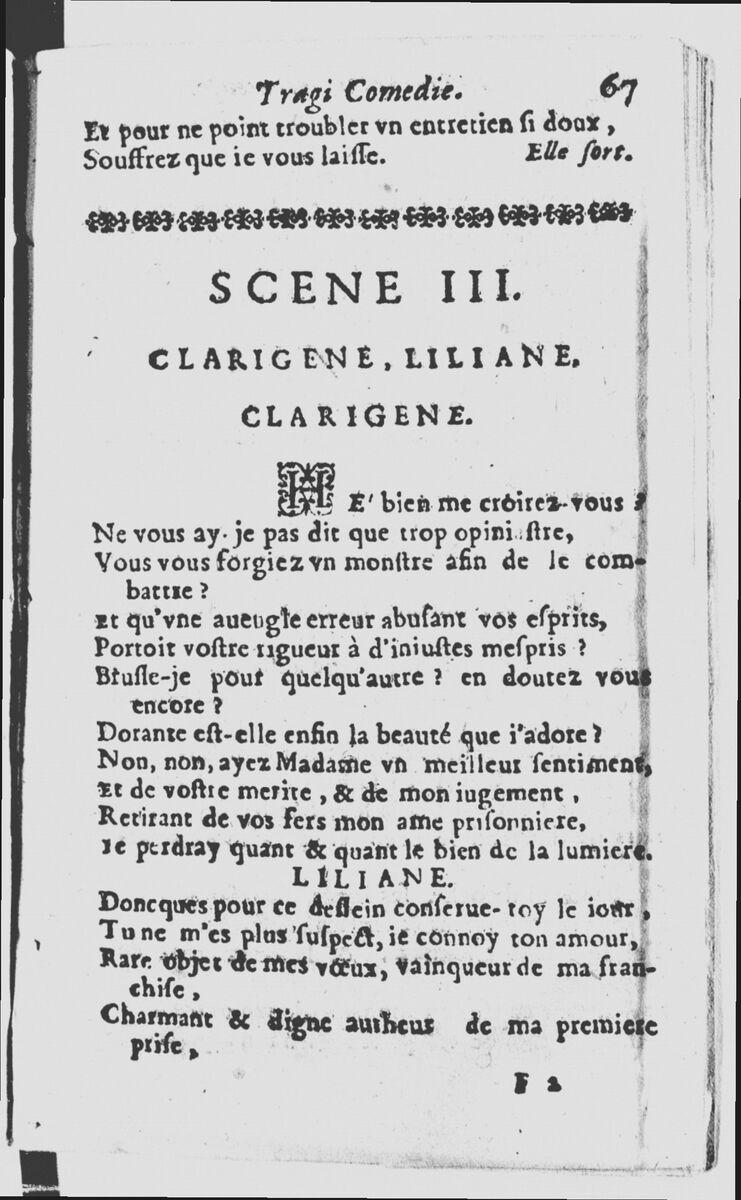 Tragi Comedie. 67
Et pour ne point troubler vn entretien ſi doux,
Souffrez que ie vous laiſſe. Elle ſort.
SCENE III.
CLARIGENE, LILIANE.
CLARIGENE.
HE' bien me croirez-vous ?
Ne vous ay-je pas dit que trop opini ſtre,
Vous vous forgiez vn monſtre afin de le com-
battre ?
Et qu'vne aueugle erreur abuſant vos eſprits,
Portoit voſtre rigueur à d'iniuſtes meſpris ?
Bruſle-je pour quelqu'autre ? en doutez vous
encore ?
Dorante eſt-elle enfin la beauté que i'adore ?
Non, non, ayez Madame vn meilleur ſentiment,
Et de voſtre merite, & de mon iugement,
Retirant de vos fers mon ame priſonniere,
Ie perdray quant & quant le bien de la lumiere.
LILIANE.
Doncques pour ce deſſein conſerue-toy le iour,
Tu ne m'es plus ſuſpect, ie connoy ton amour,
Rare objet de mes vœux, vainqueur de ma fran-
chiſe,
Charmant & digne autheur de ma premiere
priſe,
F 2